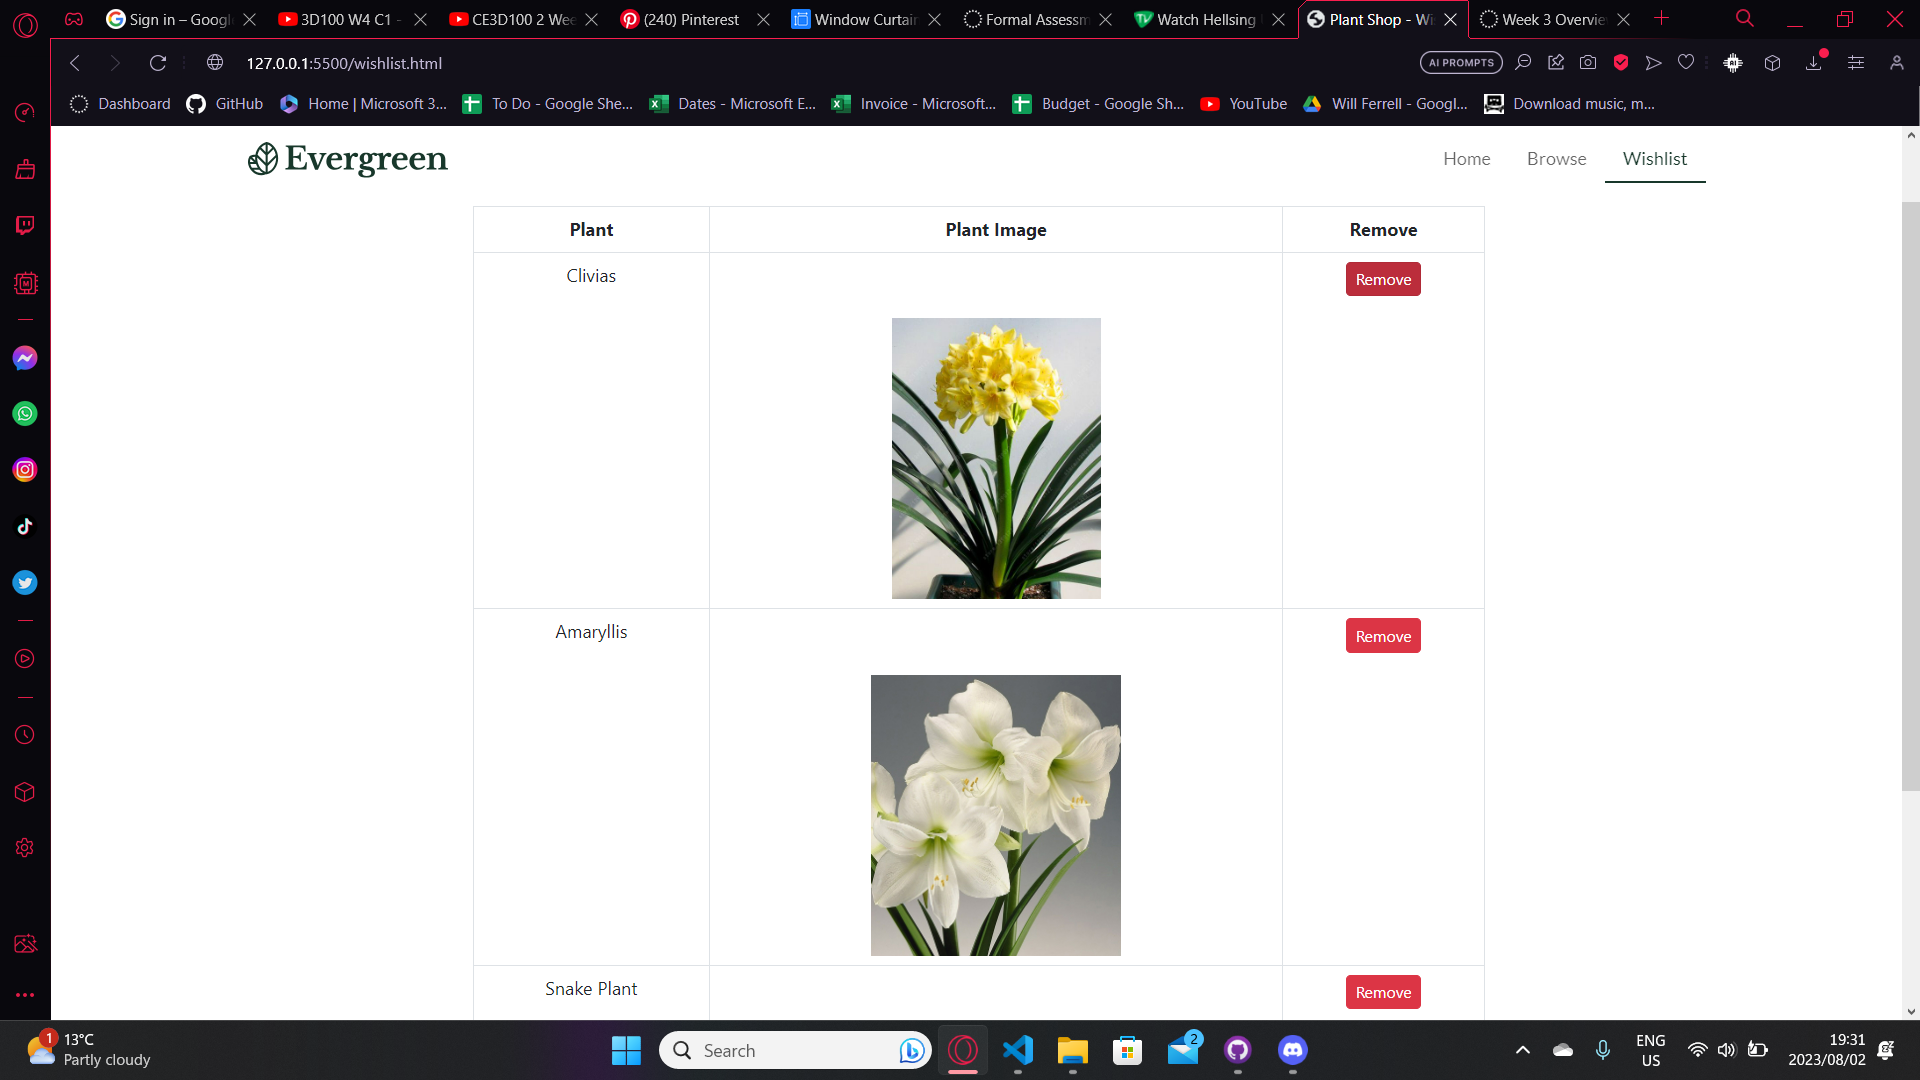 Sign in – Googl
3D100 W4 C1 -
CE3D100 2 Wee
(240) Pinterest
Window Curtain
Formal Assessm
Watch Hellsing
Plant Shop - Wi
Week 3 Overvie
127.0.0.1:5500/wishlist.html
AI PROMPTS
Dashboard
GitHub
Home | Microsoft 3...
To Do - Google She...
Dates - Microsoft E...
Invoice - Microsoft...
Budget - Google Sh...
YouTube
Will Ferrell - Googl...
Download music, m...
Evergreen
Home
Browse
Wishlist
Plant
Plant Image
Remove
Clivias
Remove
Amaryllis
Remove
Snake Plant
Remove
1
13°C
Partly cloudy
Search
2
ENG
US
19:31
2023/08/02